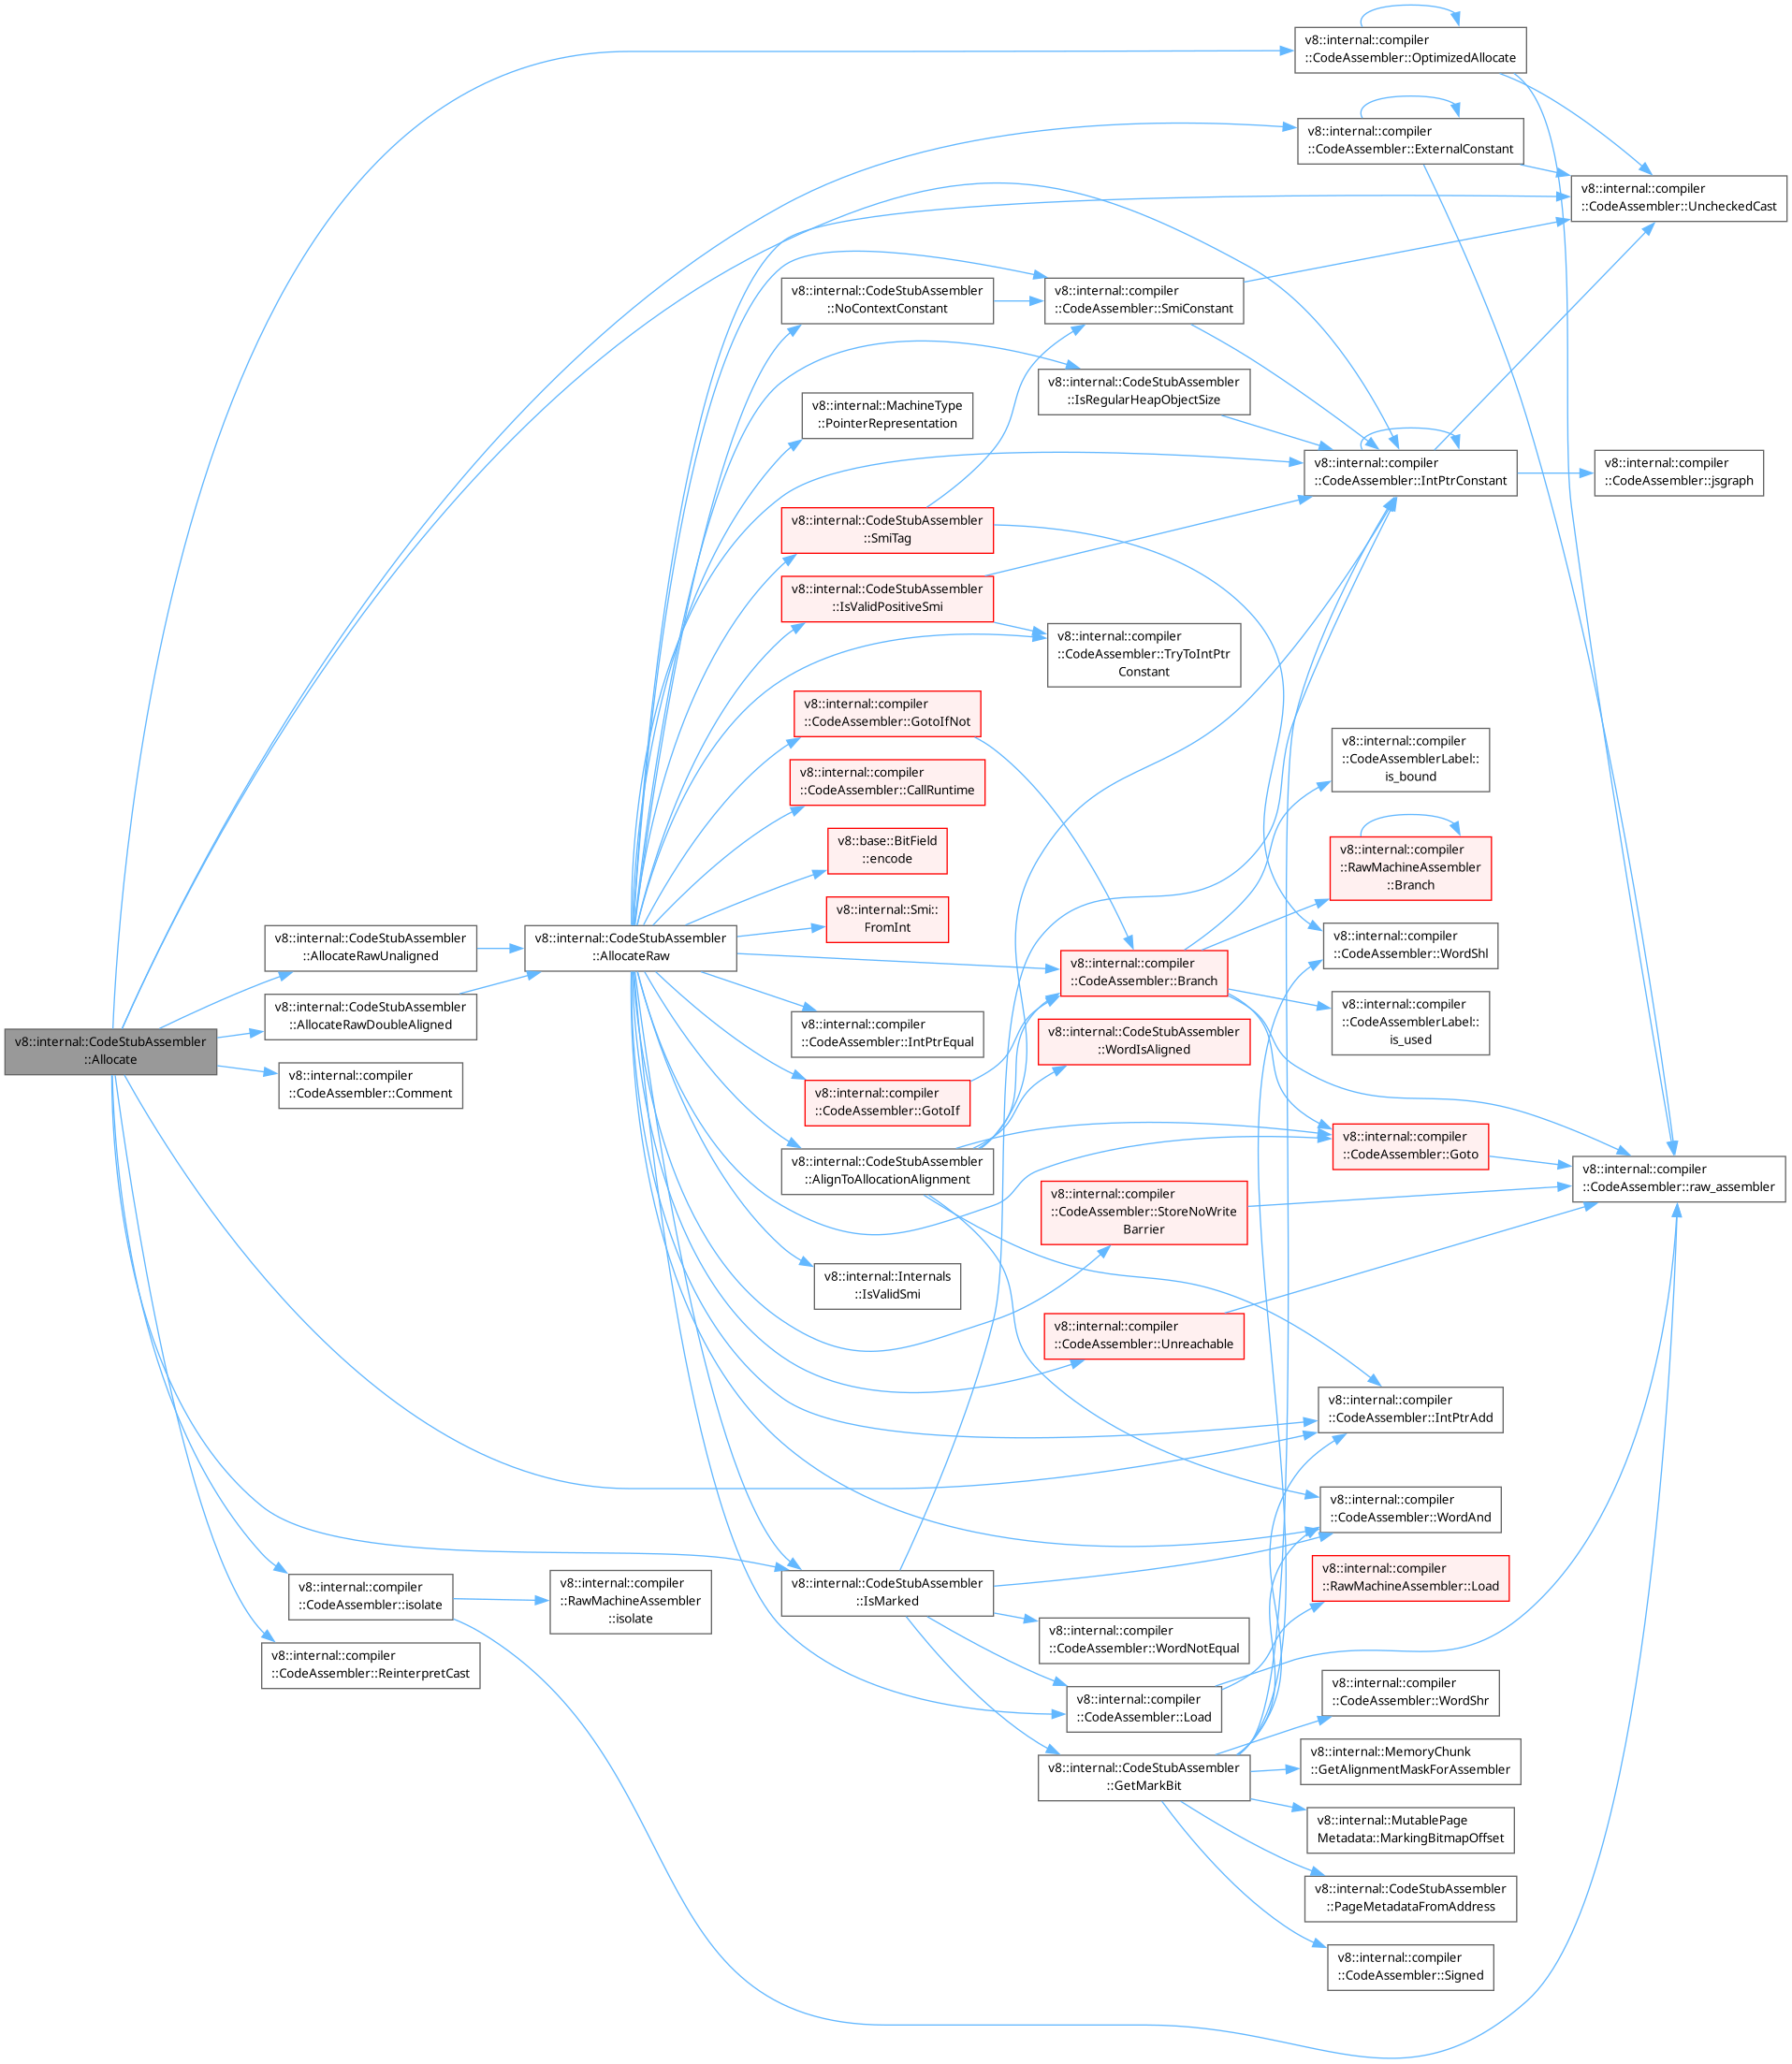 v8::internal::compiler
::CodeAssembler::OptimizedAllocate
v8::internal::compiler
::CodeAssembler::ExternalConstant
v8::internal::compiler
::CodeAssembler::UncheckedCast
v8::internal::CodeStubAssembler
::NoContextConstant
v8::internal::compiler
::CodeAssembler::SmiConstant
v8::internal::CodeStubAssembler
::IsRegularHeapObjectSize
v8::internal::MachineType
::PointerRepresentation
v8::internal::compiler
::CodeAssembler::IntPtrConstant
v8::internal::compiler
::CodeAssembler::jsgraph
v8::internal::CodeStubAssembler
::SmiTag
v8::internal::CodeStubAssembler
::IsValidPositiveSmi
v8::internal::compiler
::CodeAssembler::TryToIntPtr
Constant
v8::internal::compiler
::CodeAssembler::GotoIfNot
v8::internal::compiler
::CodeAssemblerLabel::
is_bound
v8::internal::compiler
::CodeAssembler::CallRuntime
v8::base::BitField
::encode
v8::internal::compiler
::RawMachineAssembler
::Branch
v8::internal::Smi::
FromInt
v8::internal::CodeStubAssembler
::AllocateRawUnaligned
v8::internal::CodeStubAssembler
::AllocateRaw
v8::internal::compiler
::CodeAssembler::Branch
v8::internal::compiler
::CodeAssembler::WordShl
v8::internal::CodeStubAssembler
::AllocateRawDoubleAligned
v8::internal::compiler
::CodeAssembler::IntPtrEqual
v8::internal::CodeStubAssembler
::WordIsAligned
v8::internal::compiler
::CodeAssemblerLabel::
is_used
v8::internal::CodeStubAssembler
::Allocate
v8::internal::compiler
::CodeAssembler::Comment
v8::internal::compiler
::CodeAssembler::GotoIf
v8::internal::compiler
::CodeAssembler::Goto
v8::internal::CodeStubAssembler
::AlignToAllocationAlignment
v8::internal::compiler
::CodeAssembler::raw_assembler
v8::internal::compiler
::CodeAssembler::StoreNoWrite
Barrier
v8::internal::Internals
::IsValidSmi
v8::internal::compiler
::CodeAssembler::Unreachable
v8::internal::compiler
::CodeAssembler::IntPtrAdd
v8::internal::compiler
::CodeAssembler::WordAnd
v8::internal::compiler
::CodeAssembler::isolate
v8::internal::compiler
::RawMachineAssembler
::isolate
v8::internal::CodeStubAssembler
::IsMarked
v8::internal::compiler
::RawMachineAssembler::Load
v8::internal::compiler
::CodeAssembler::ReinterpretCast
v8::internal::compiler
::CodeAssembler::WordNotEqual
v8::internal::compiler
::CodeAssembler::Load
v8::internal::compiler
::CodeAssembler::WordShr
v8::internal::CodeStubAssembler
::GetMarkBit
v8::internal::MemoryChunk
::GetAlignmentMaskForAssembler
v8::internal::MutablePage
Metadata::MarkingBitmapOffset
v8::internal::CodeStubAssembler
::PageMetadataFromAddress
v8::internal::compiler
::CodeAssembler::Signed